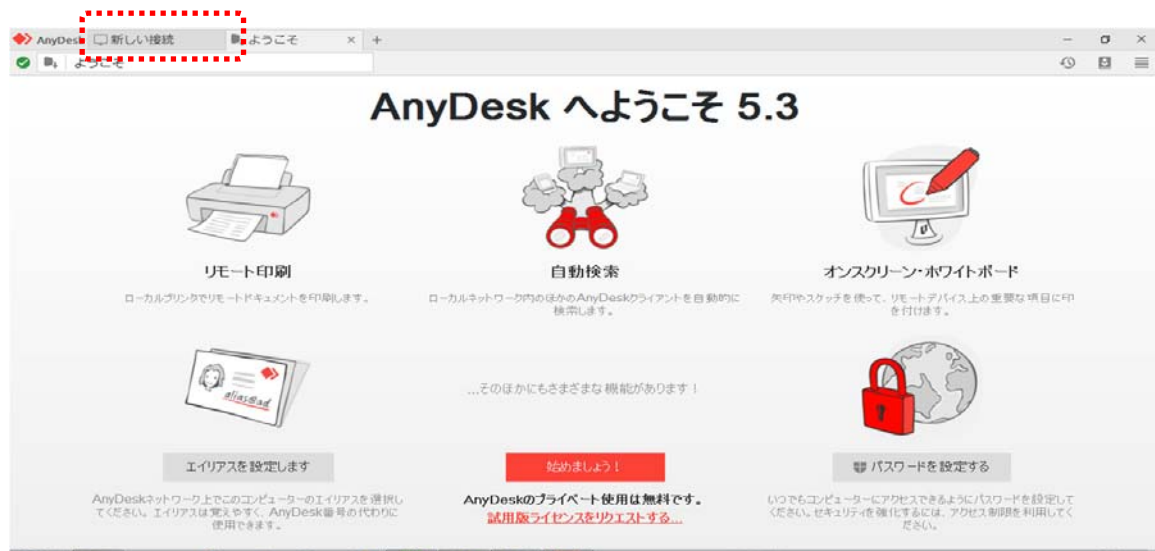 AnyDesk 新しい接続 ようこそ × +
ようこそ
AnyDesk へようこそ 5.3
リモート印刷
ローカルプリンタでリモートドキュメントを印刷します。
自動検索
ローカルネットワーク内のほかのAnyDeskクライアントを自動的に
検索します。
オンスクリーン・ホワイトボード
矢印やスケッチを使って、リモートデバイス上の重要な項目に印
を付けます。
alias@ad
...そのほかにもさまざまな機能があります！
エイリアスを設定します
AnyDeskネットワーク上でこのコンピューターのエイリアスを選択し
てください。エイリアスは覚えやすく、AnyDesk番号の代わりに
使用できます。
始めましょう！
AnyDeskのプライベート使用は無料です。
試用版ライセンスをリクエストする...
パスワードを設定する
いつでもコンピューターにアクセスできるようにパスワードを設定して
ください。セキュリティを強化するには、アクセス制限を利用してく
ださい。